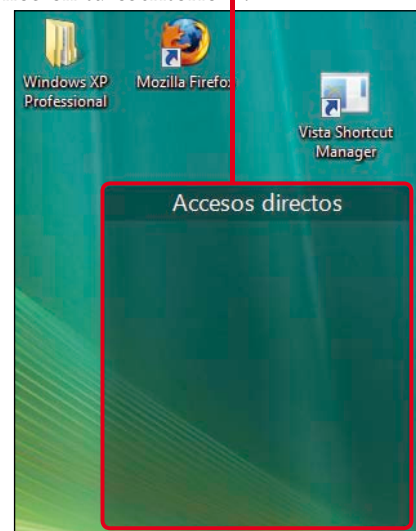 Windows XP
Professional
Mozilla Firefox
Vista Shortcut
Manager
Accesos directos